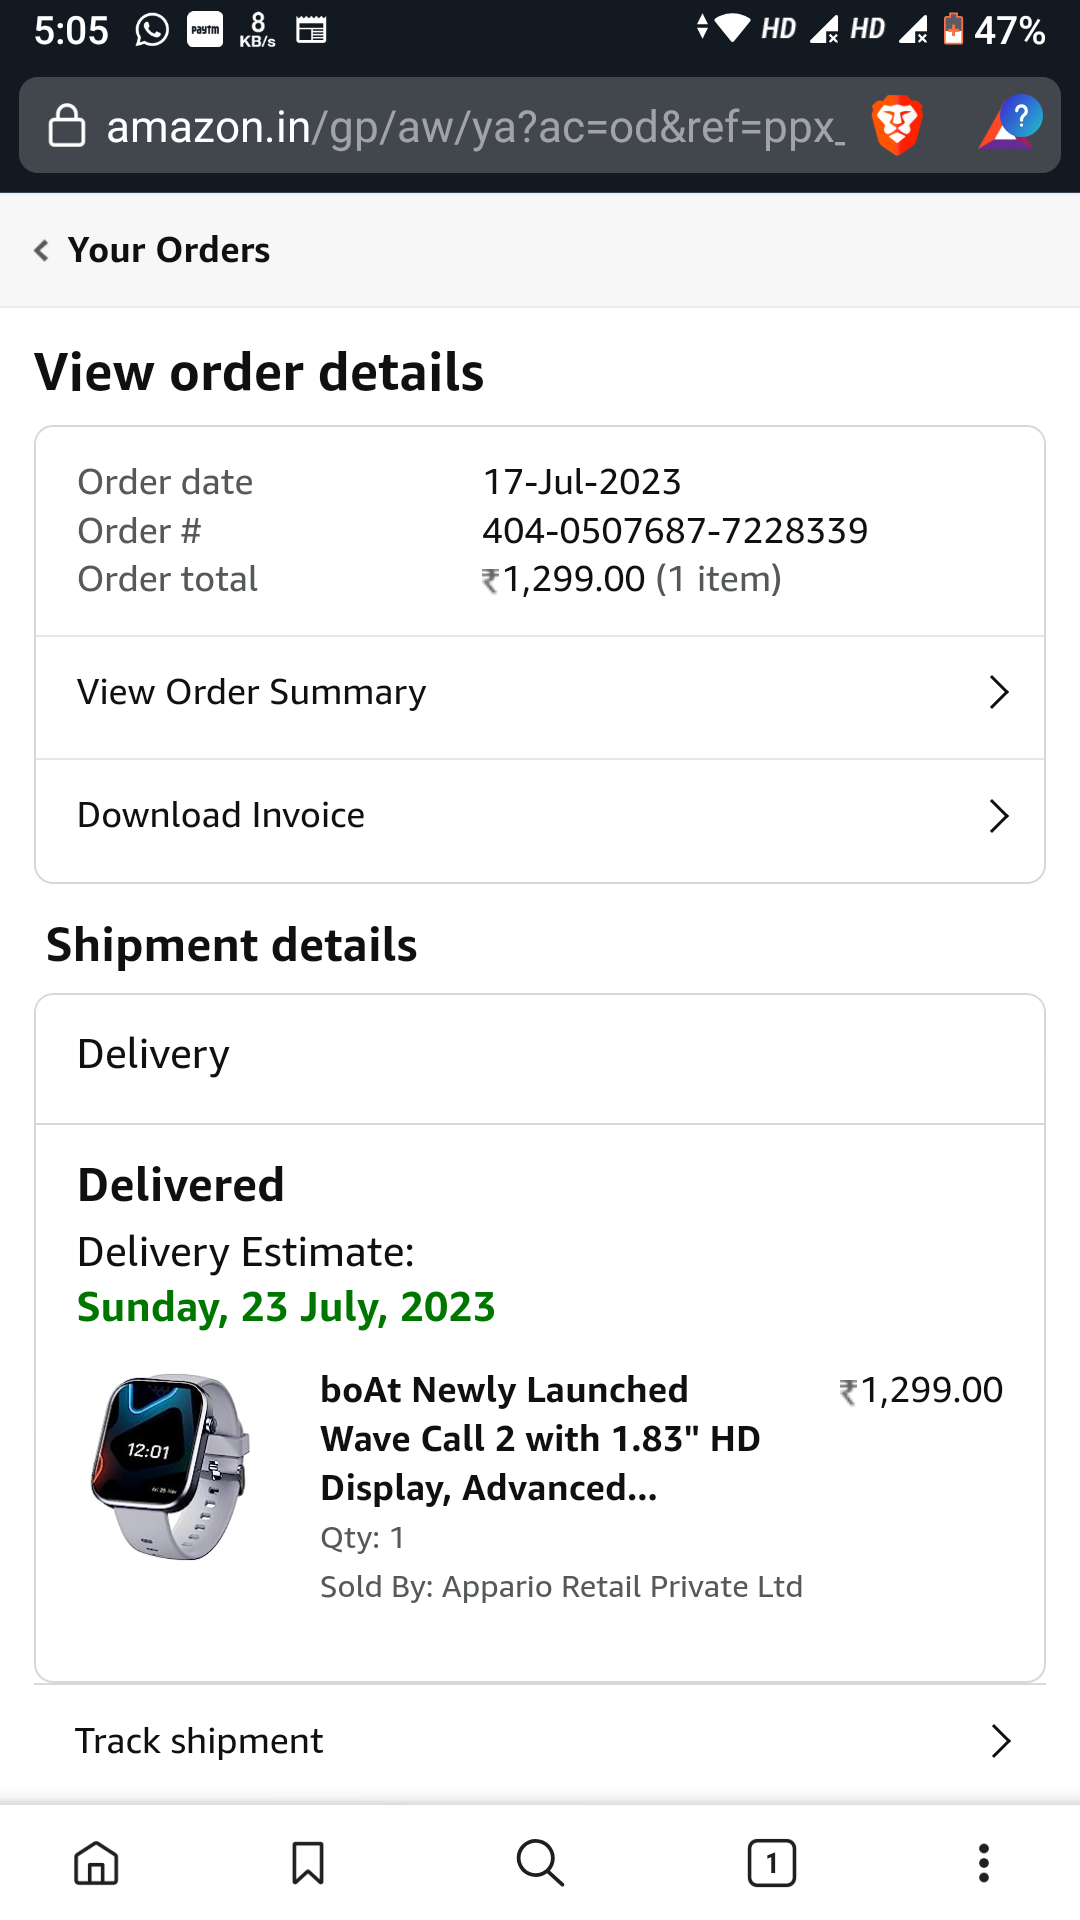 5:05 paytm 8 KB/s HD HD 47%
amazon.in/gp/aw/ya?ac=od&ref=ppx_
?
Your Orders
View order details
Order date 17-Jul-2023
Order # 404-0507687-7228339
Order total ₹1,299.00 (1 item)
View Order Summary
Download Invoice
Shipment details
Delivery
Delivered
Delivery Estimate:
Sunday, 23 July, 2023
12:01
boAt Newly Launched ₹1,299.00
Wave Call 2 with 1.83" HD
Display, Advanced...
Qty: 1
Sold By: Appario Retail Private Ltd
Track shipment
1